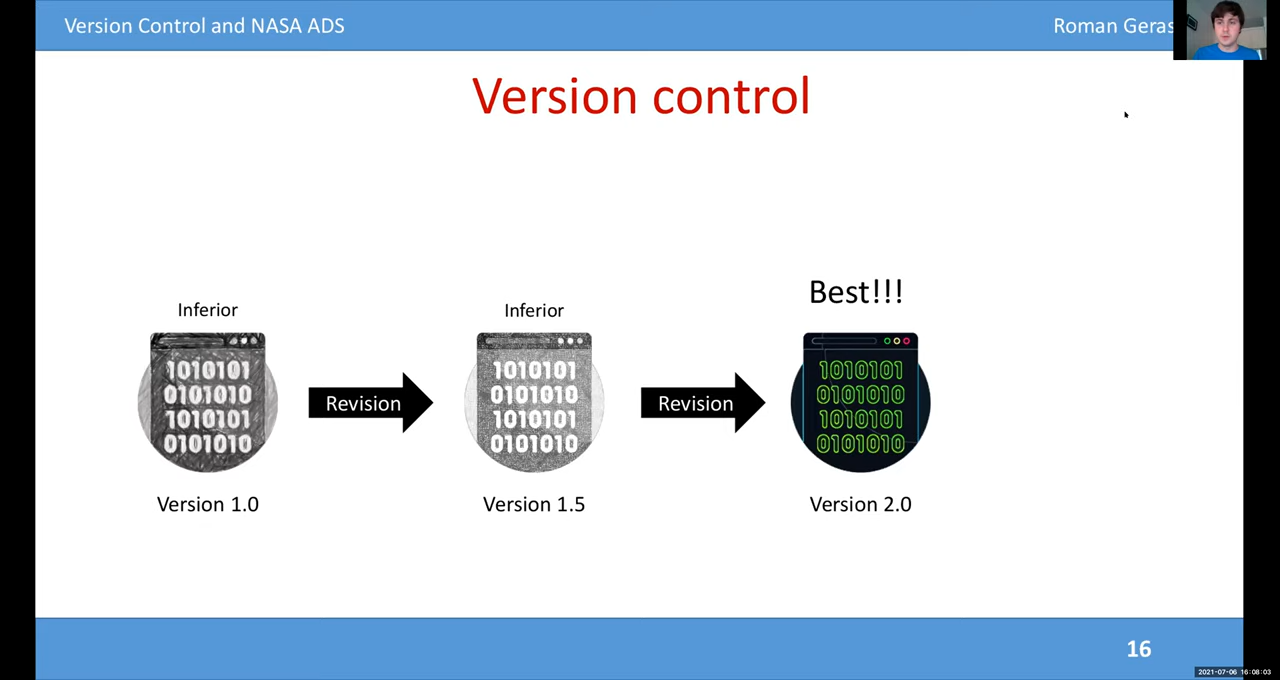 Version Control and NASA ADS
Roman Geras
Version control
Best!!!
Inferior
Inferior
1010101
0101010
1010101
0101010
1010101
0101010
1010101
0101010
1010101
0101010
1010101
0101010
Revision
Revision
Version 1.0
Version 1.5
Version 2.0
16
2021-07-06 16:08:03